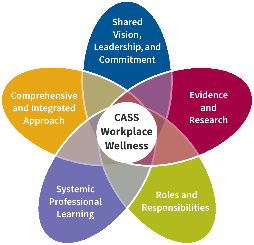 Shared
Vision,
Leadership, and
Commitment
Comprehensive
and Integrated
Approach
Evidence
and
Research
CASS
Workplace
Wellness
Systemic
Professional
Learning
Roles and
Responsibilities